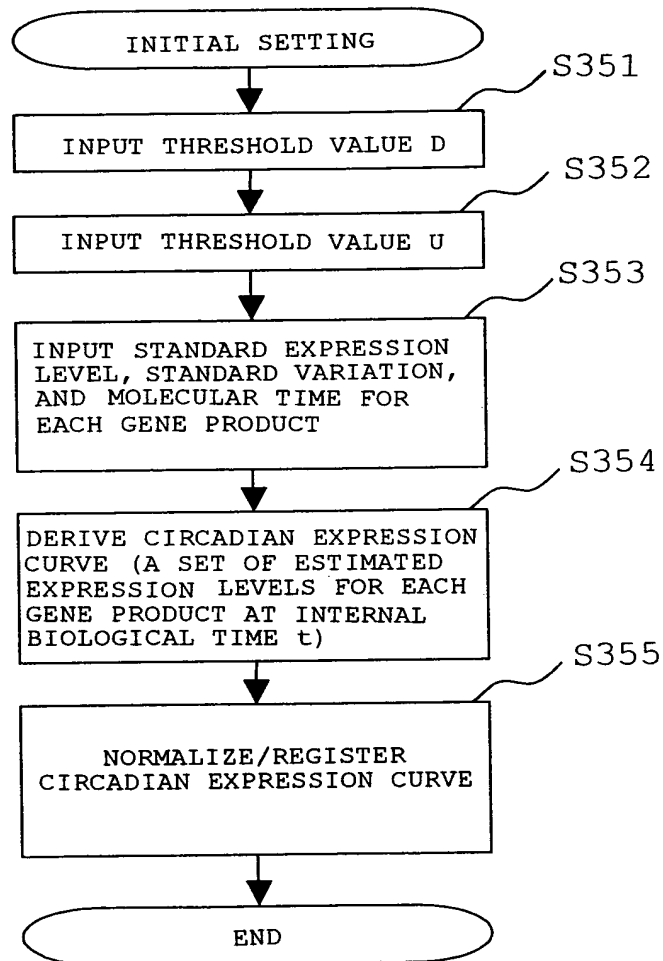 INITIAL SETTING
S351
INPUT THRESHOLD VALUE D
S352
INPUT THRESHOLD VALUE U
S353
INPUT STANDARD EXPRESSION
LEVEL, STANDARD VARIATION,
AND MOLECULAR TIME FOR
EACH GENE PRODUCT
S354
DERIVE CIRCADIAN EXPRESSION
CURVE (A SET OF ESTIMATED
EXPRESSION LEVELS FOR EACH
GENE PRODUCT AT INTERNAL
BIOLOGICAL TIME t)
S355
NORMALIZE/REGISTER
CIRCADIAN EXPRESSION CURVE
END